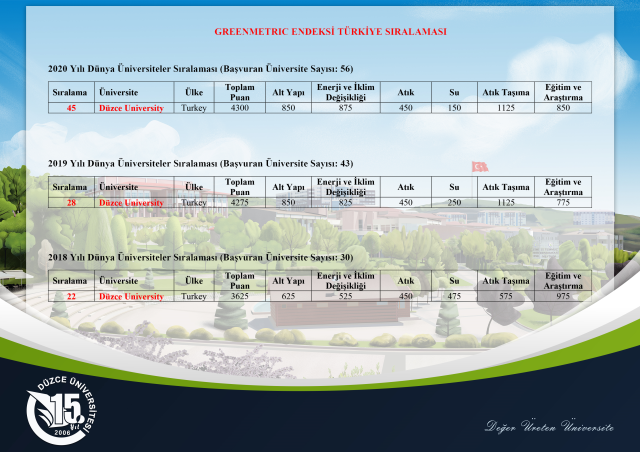 GREENMETRIC ENDEKSİ TÜRKİYE SIRALAMASI
2020 Yılı Dünya Üniversiteler Sıralaması (Başvuran Üniversite Sayısı: 56)
Sıralama Üniversite Ülke Toplam Puan Alt Yapı Enerji ve İklim Değişikliği Atık Su Atık Taşıma Eğitim ve Araştırma
45 Düzce University Turkey 4300 850 875 450 150 1125 850
2019 Yılı Dünya Üniversiteler Sıralaması (Başvuran Üniversite Sayısı: 43)
Sıralama Üniversite Ülke Toplam Puan Alt Yapı Enerji ve İklim Değişikliği Atık Su Atık Taşıma Eğitim ve Araştırma
28 Düzce University Turkey 4275 850 825 450 250 1125 775
2018 Yılı Dünya Üniversiteler Sıralaması (Başvuran Üniversite Sayısı: 30)
Sıralama Üniversite Ülke Toplam Puan Alt Yapı Enerji ve İklim Değişikliği Atık Su Atık Taşıma Eğitim ve Araştırma
22 Düzce University Turkey 3625 625 525 450 475 575 975
DÜZCE ÜNİVERSİTESİ
15.
Yıl
2006
Değer Üreten Üniversite